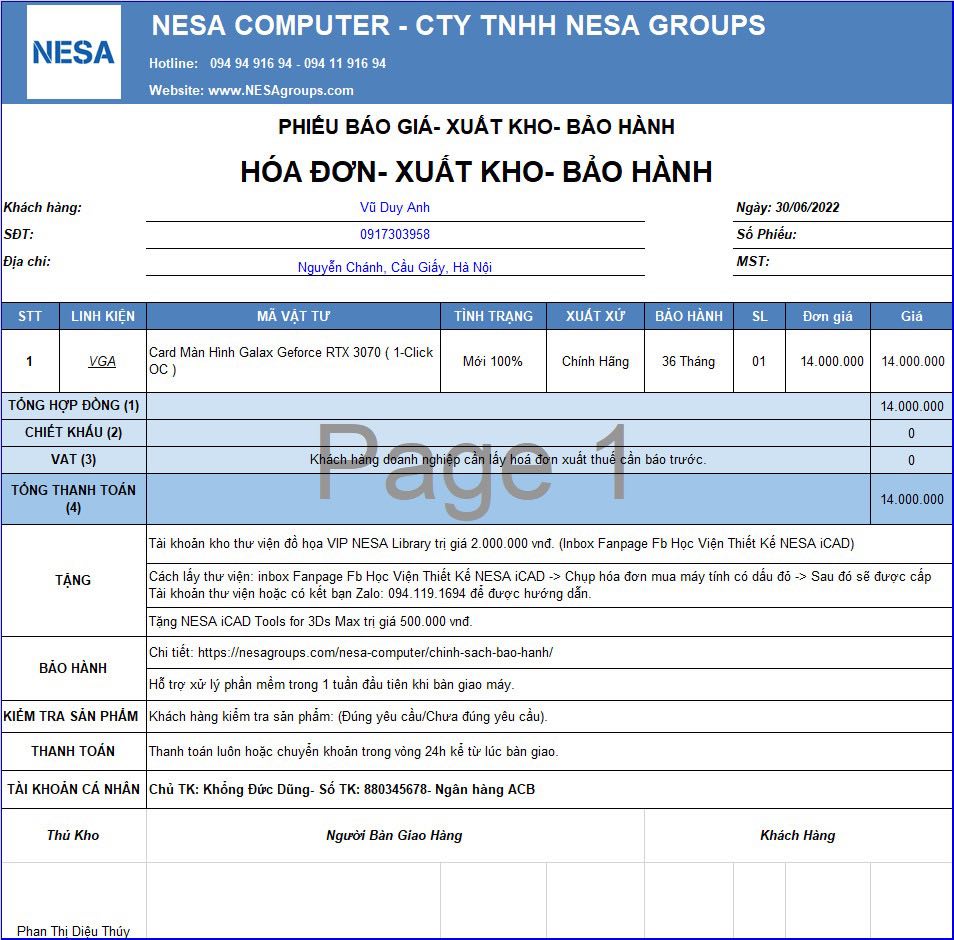 NESA
NESA COMPUTER - CTY TNHH NESA GROUPS
Hotline: 094 94 916 94 - 094 11 916 94
Website: www.NESAgroups.com
PHIẾU BÁO GIÁ- XUẤT KHO- BẢO HÀNH
HÓA ĐƠN- XUẤT KHO- BẢO HÀNH
Khách hàng: Vũ Duy Anh Ngày: 30/06/2022
SĐT: 0917303958 Số Phiếu:
Địa chỉ: Nguyễn Chánh, Cầu Giấy, Hà Nội MST:
STT LINH KIỆN MÃ VẬT TƯ TÌNH TRẠNG XUẤT XỨ BẢO HÀNH SL Đơn giá Giá
1 VGA Card Màn Hình Galax Geforce RTX 3070 ( 1-Click Mới 100% Chính Hãng 36 Tháng 01 14.000.000 14.000.000
OC )
TỔNG HỢP ĐỒNG (1) 14.000.000
CHIẾT KHẤU (2) 0
VAT (3) Khách hàng doanh nghiệp cần lấy hoá đơn xuất thuế cần báo trước. 0
Page 1
TỔNG THANH TOÁN 14.000.000
(4)
TẶNG
Tài khoản kho thư viện đồ họa VIP NESA Library trị giá 2.000.000 vnđ. (Inbox Fanpage Fb Học Viện Thiết Kế NESA iCAD)
Cách lấy thư viện: inbox Fanpage Fb Học Viện Thiết Kế NESA iCAD -> Chụp hóa đơn mua máy tính có dấu đỏ -> Sau đó sẽ được cấp
Tài khoản thư viện hoặc có kết bạn Zalo: 094.119.1694 để được hướng dẫn.
Tặng NESA iCAD Tools for 3Ds Max trị giá 500.000 vnđ.
BẢO HÀNH
Chi tiết: https://nesagroups.com/nesa-computer/chinh-sach-bao-hanh/
Hỗ trợ xử lý phần mềm trong 1 tuần đầu tiên khi bàn giao máy.
KIỂM TRA SẢN PHẨM Khách hàng kiểm tra sản phẩm: (Đúng yêu cầu/Chưa đúng yêu cầu).
THANH TOÁN Thanh toán luôn hoặc chuyển khoản trong vòng 24h kể từ lúc bàn giao.
TÀI KHOẢN CÁ NHÂN Chủ TK: Khổng Đức Dũng- Số TK: 880345678- Ngân hàng ACB
Thủ Kho Người Bàn Giao Hàng Khách Hàng
Phan Thị Diệu Thúy